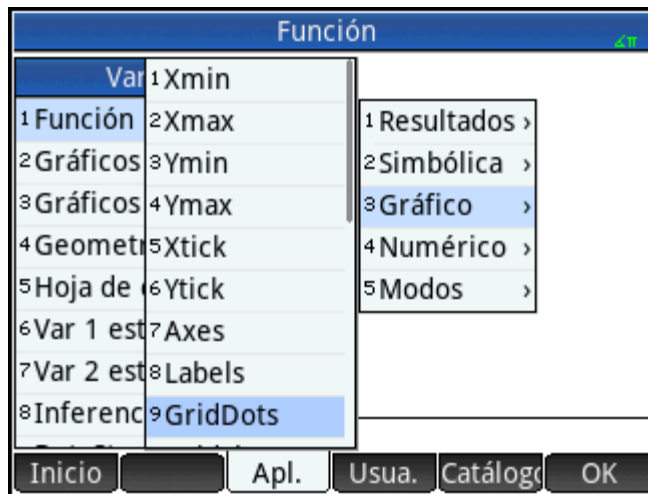 Función
∡π
Var
1 Función
2 Gráficos
3 Gráficos
4 Geometr
5 Hoja de
6 Var 1 est
7 Var 2 est
8 Inferenc
1 Xmin
2 Xmax
3 Ymin
4 Ymax
5 Xtick
6 Ytick
7 Axes
8 Labels
9 GridDots
1 Resultados ›
2 Simbólica ›
3 Gráfico ›
4 Numérico ›
5 Modos ›
Inicio Apl. Usua. Catálogo OK